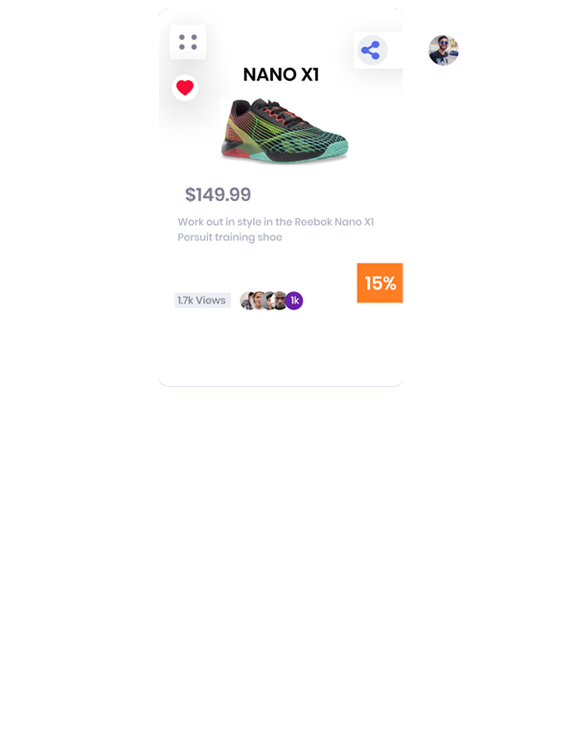 NANO X1
$149.99
Work out in style in the Reebok Nano X1
Persuit training shoe
15%
1.7k Views
1k